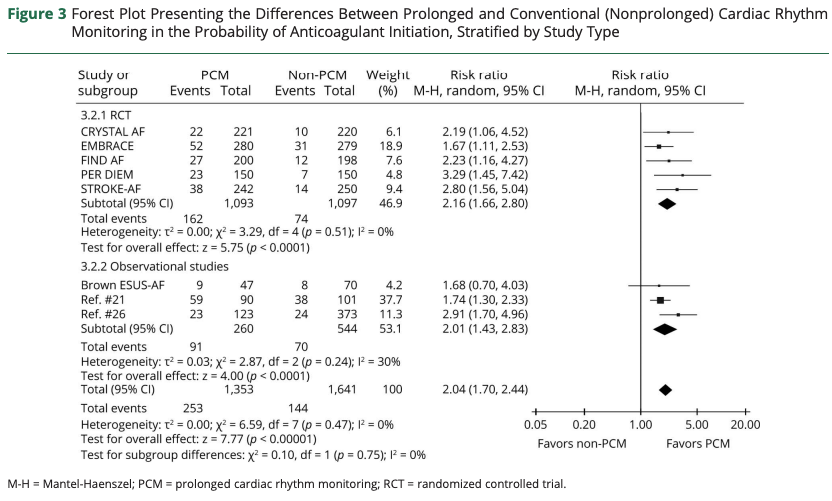 Figure 3 Forest Plot Presenting the Differences Between Prolonged and Conventional (Nonprolonged) Cardiac Rhythm
Monitoring in the Probability of Anticoagulant Initiation, Stratified by Study Type
Study or PCM Non-PCM Weight Risk ratio Risk ratio
subgroup Events Total Events Total (%) M-H, random, 95% CI M-H, random, 95% CI
3.2.1 RCT
CRYSTAL AF 22 221 10 220 6.1 2.19 (1.06, 4.52)
EMBRACE 52 280 31 279 18.9 1.67 (1.11, 2.53)
FIND AF 27 200 12 198 7.6 2.23 (1.16, 4.27)
PER DIEM 23 150 7 150 4.8 3.29 (1.45, 7.42)
STROKE-AF 38 242 14 250 9.4 2.80 (1.56, 5.04)
Subtotal (95% CI) 1,093 1,097 46.9 2.16 (1.66, 2.80)
Total events 162 74
Heterogeneity: τ² = 0.00; χ² = 3.29, df = 4 (p = 0.51); I² = 0%
Test for overall effect: z = 5.75 (p < 0.0001)
3.2.2 Observational studies
Brown ESUS-AF 9 47 8 70 4.2 1.68 (0.70, 4.03)
Ref. #21 59 90 38 101 37.7 1.74 (1.30, 2.33)
Ref. #26 23 123 24 373 11.3 2.91 (1.70, 4.96)
Subtotal (95% CI) 260 544 53.1 2.01 (1.43, 2.83)
Total events 91 70
Heterogeneity: τ² = 0.03; χ² = 2.87, df = 2 (p = 0.24); I² = 30%
Test for overall effect: z = 4.00 (p < 0.0001)
Total (95% CI) 1,353 1,641 100 2.04 (1.70, 2.44)
Total events 253 144
Heterogeneity: τ² = 0.00; χ² = 6.59, df = 7 (p = 0.47); I² = 0%
Test for overall effect: z = 7.77 (p < 0.00001)
Test for subgroup differences: χ² = 0.10, df = 1 (p = 0.75); I² = 0%
0.05 0.20 1.00 5.00 20.00
Favors non-PCM Favors PCM
M-H = Mantel-Haenszel; PCM = prolonged cardiac rhythm monitoring; RCT = randomized controlled trial.